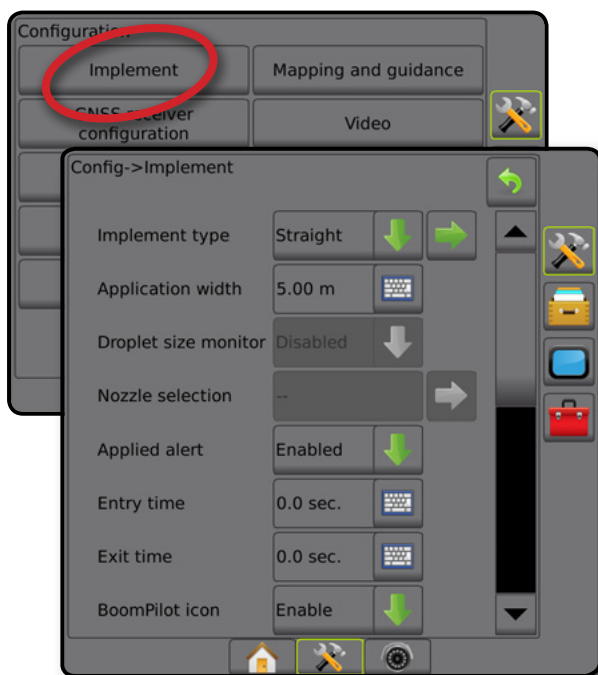 Configuration
Implement
Mapping and guidance
GNSS receiver
configuration
Video
Config->Implement
Implement type
Straight
Application width
5.00 m
Droplet size monitor
Disabled
Nozzle selection
--
Applied alert
Enabled
Entry time
0.0 sec.
Exit time
0.0 sec.
BoomPilot icon
Enable